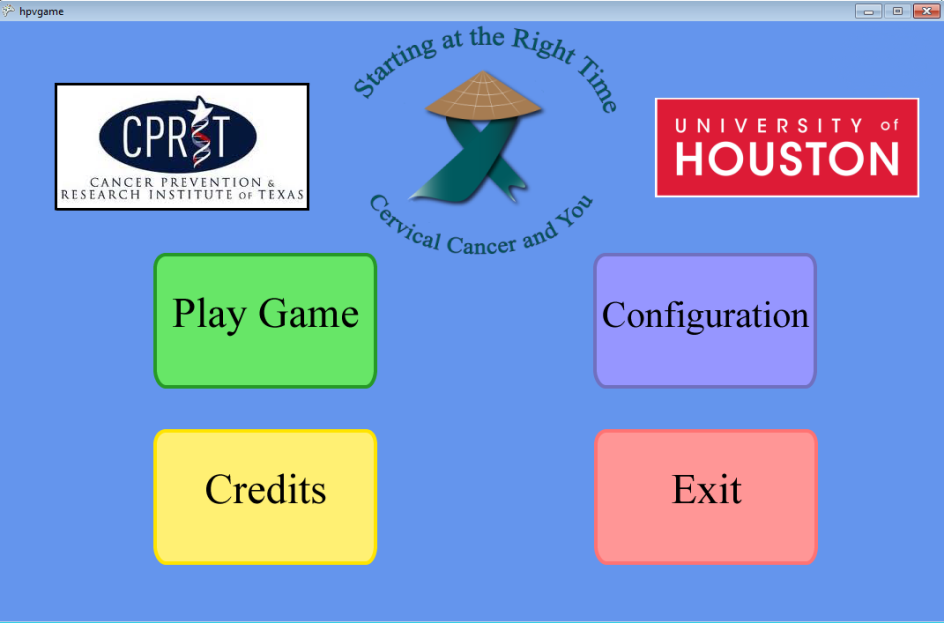 hpvgame
Starting at the Right Time
CPRIT
CANCER PREVENTION &
RESEARCH INSTITUTE OF TEXAS
UNIVERSITY of
HOUSTON
Cervical Cancer and You
Play Game
Configuration
Credits
Exit